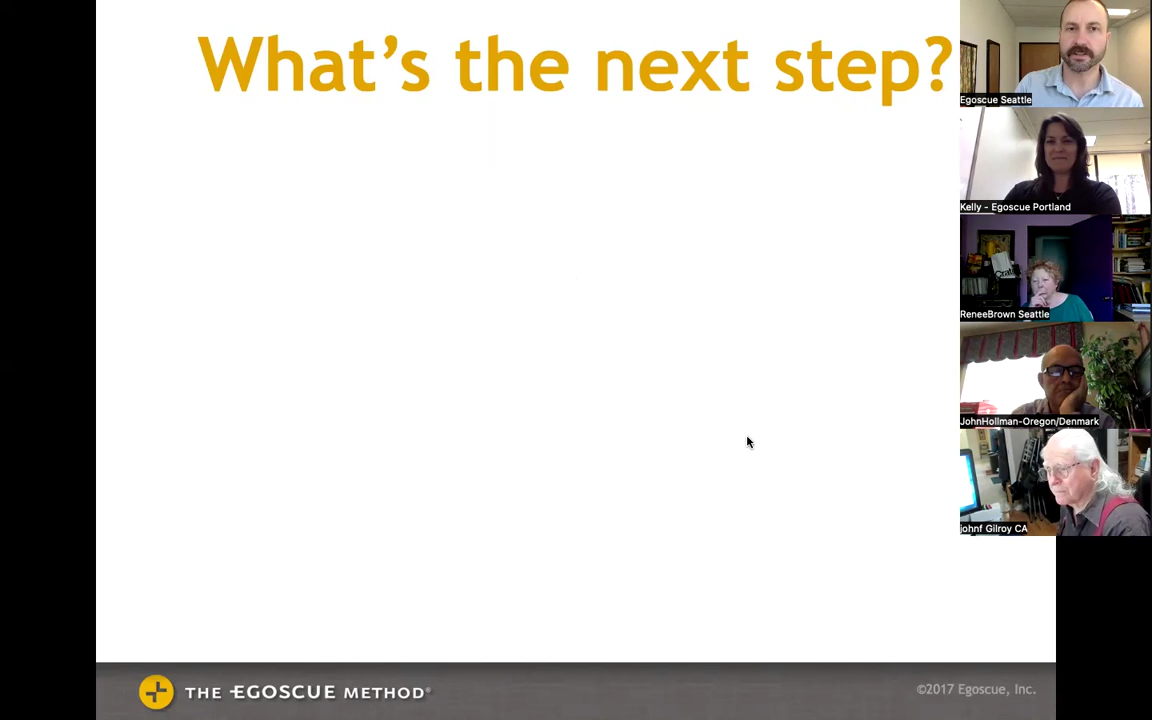 What's the next step?
Egoscue Seattle
Kelly - Egoscue Portland
ReneeBrown Seattle
JohnHollman-Oregon/Denmark
johnf Gilroy CA
THE EGOSCUE METHOD®
©2017 Egoscue, Inc.